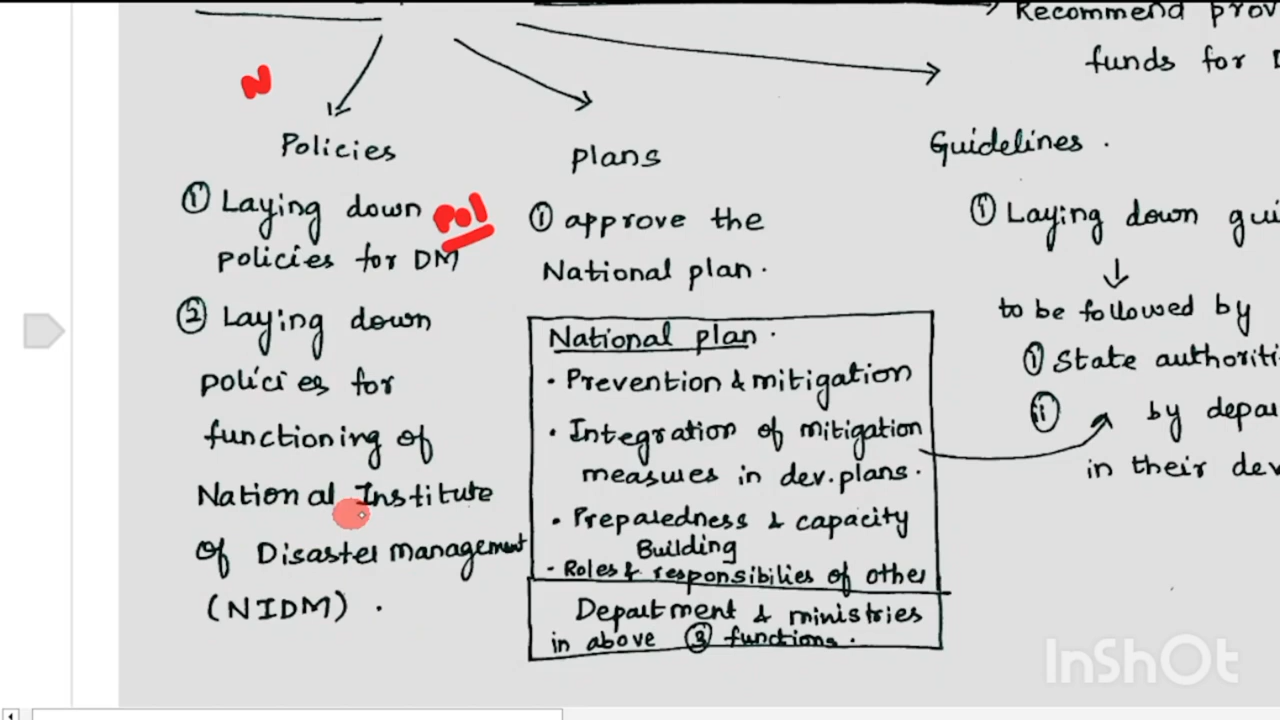 Recommend prov
funds for D
N
Policies
① Laying down Pol
policies for DM
② Laying down
policies for
functioning of
National Institute
of Disaster management
(NIDM) .
Plans
① approve the
National plan.
National plan.
• Prevention & mitigation
• Integration of mitigation
measures in dev. plans.
• Preparedness & capacity
Building
- Roles & responsibilies of other
Department & ministries
in above ③ functions.
Guidelines .
① Laying down gui
to be followed by
① State authoriti
ⓘⓘ by depa
in their dev
InShOt